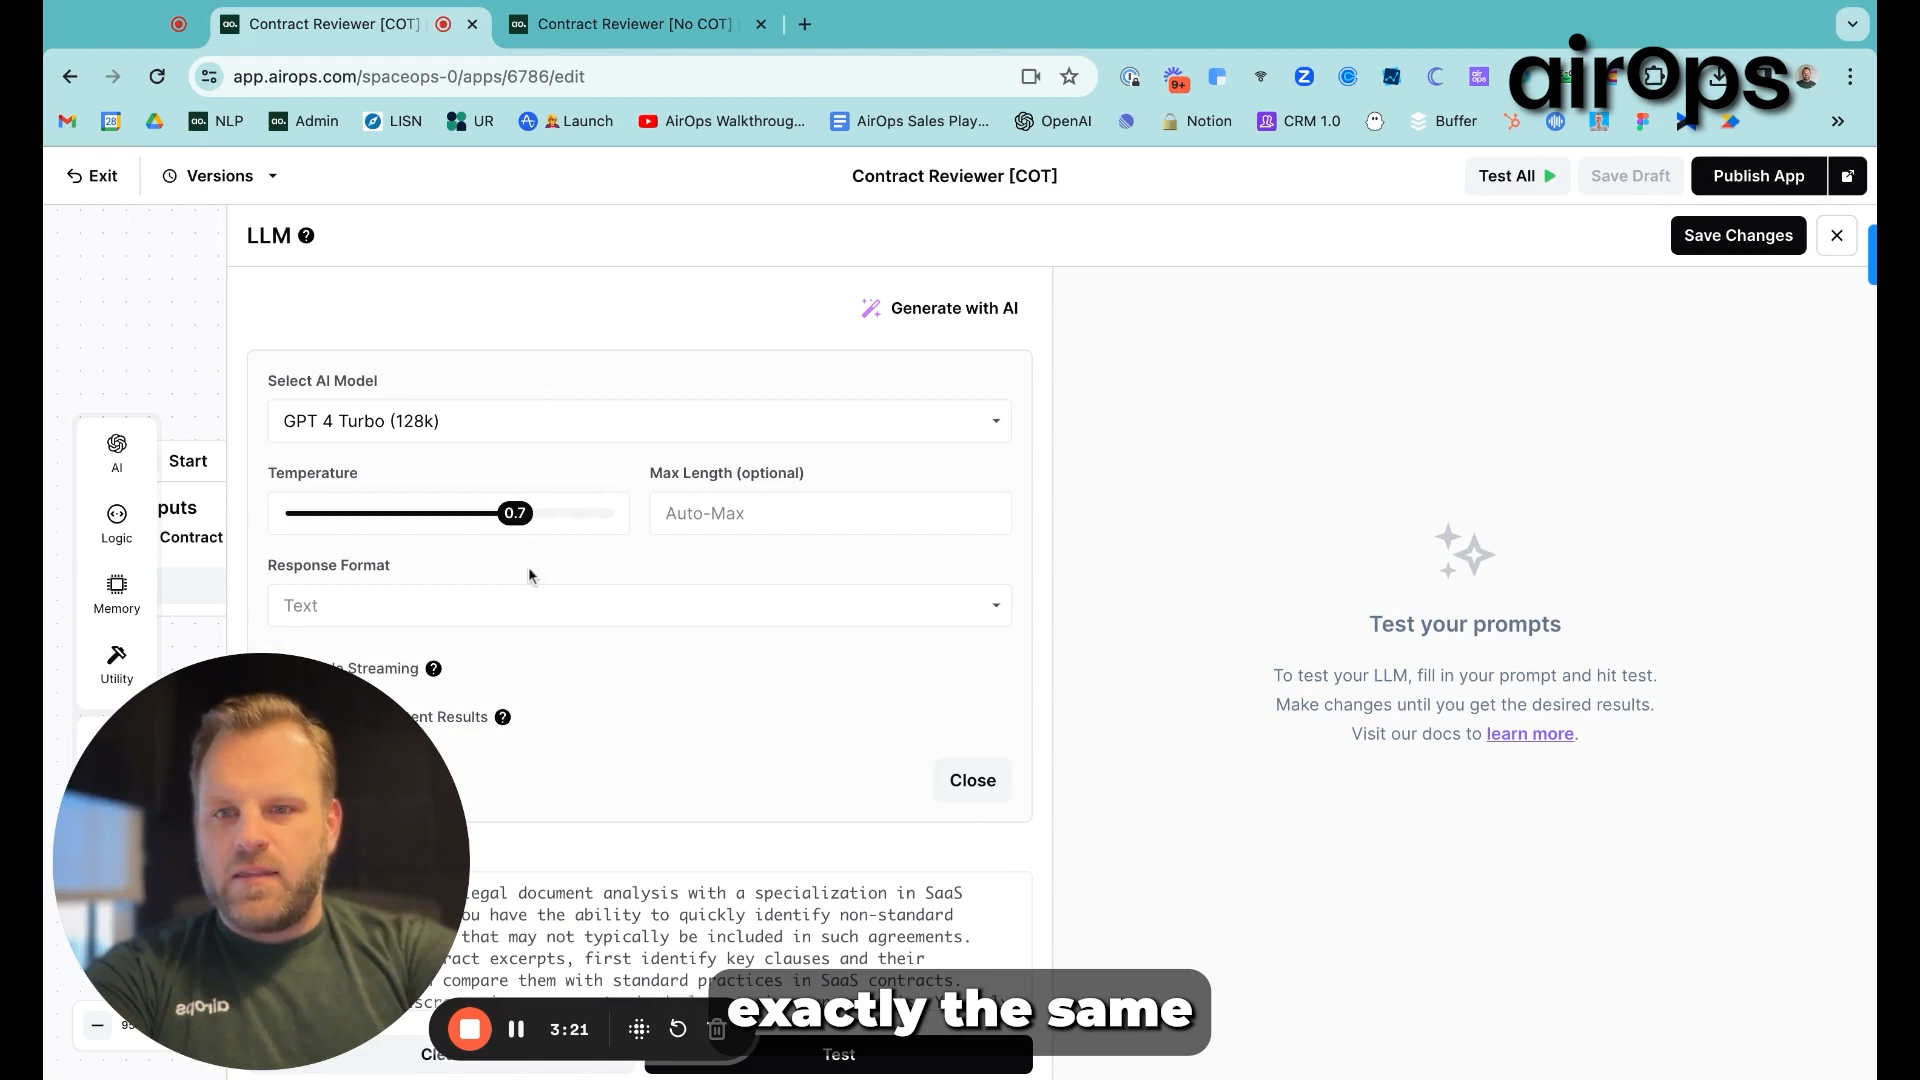 Contract Reviewer [COT]
Contract Reviewer [No COT]
app.airops.com/spaceops-0/apps/6786/edit
9+
airOps
28
NLP
Admin
LISN
UR
Launch
AirOps Walkthroug...
AirOps Sales Play...
OpenAI
Notion
CRM 1.0
Buffer
Exit
Versions
Contract Reviewer [COT]
Test All
Save Draft
Publish App
LLM
Save Changes
Generate with AI
Select AI Model
GPT 4 Turbo (128k)
Temperature
Max Length (optional)
0.7
Auto-Max
Response Format
Text
Streaming
Results
Close
AI
Logic
Memory
Utility
Start
puts
Contract
Test your prompts
To test your LLM, fill in your prompt and hit test.
Make changes until you get the desired results.
Visit our docs to learn more.
legal document analysis with a specialization in SaaS
ou have the ability to quickly identify non-standard
that may not typically be included in such agreements.
ract excerpts, first identify key clauses and their
compare them with standard practices in SaaS contracts.
exactly the same
3:21
Test
airops